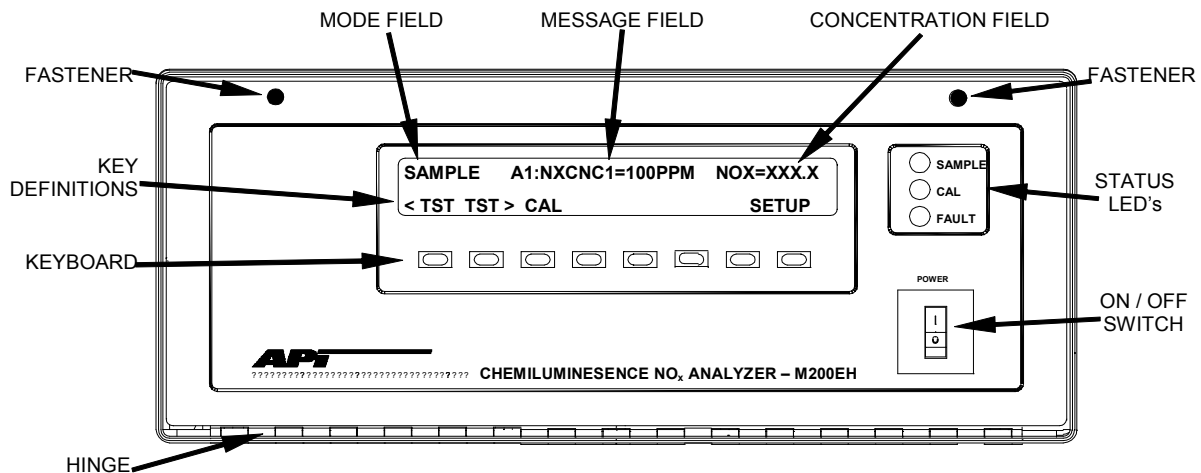 MODE FIELD
MESSAGE FIELD
CONCENTRATION FIELD
FASTENER
FASTENER
SAMPLE A1:NXCNC1=100PPM NOX=XXX.X
< TST TST > CAL SETUP
KEY
DEFINITIONS
SAMPLE
CAL
FAULT
STATUS
LED's
KEYBOARD
POWER
I
O
ON / OFF
SWITCH
API
????????????????????????????????????
CHEMILUMINESENCE NOx ANALYZER – M200EH
HINGE